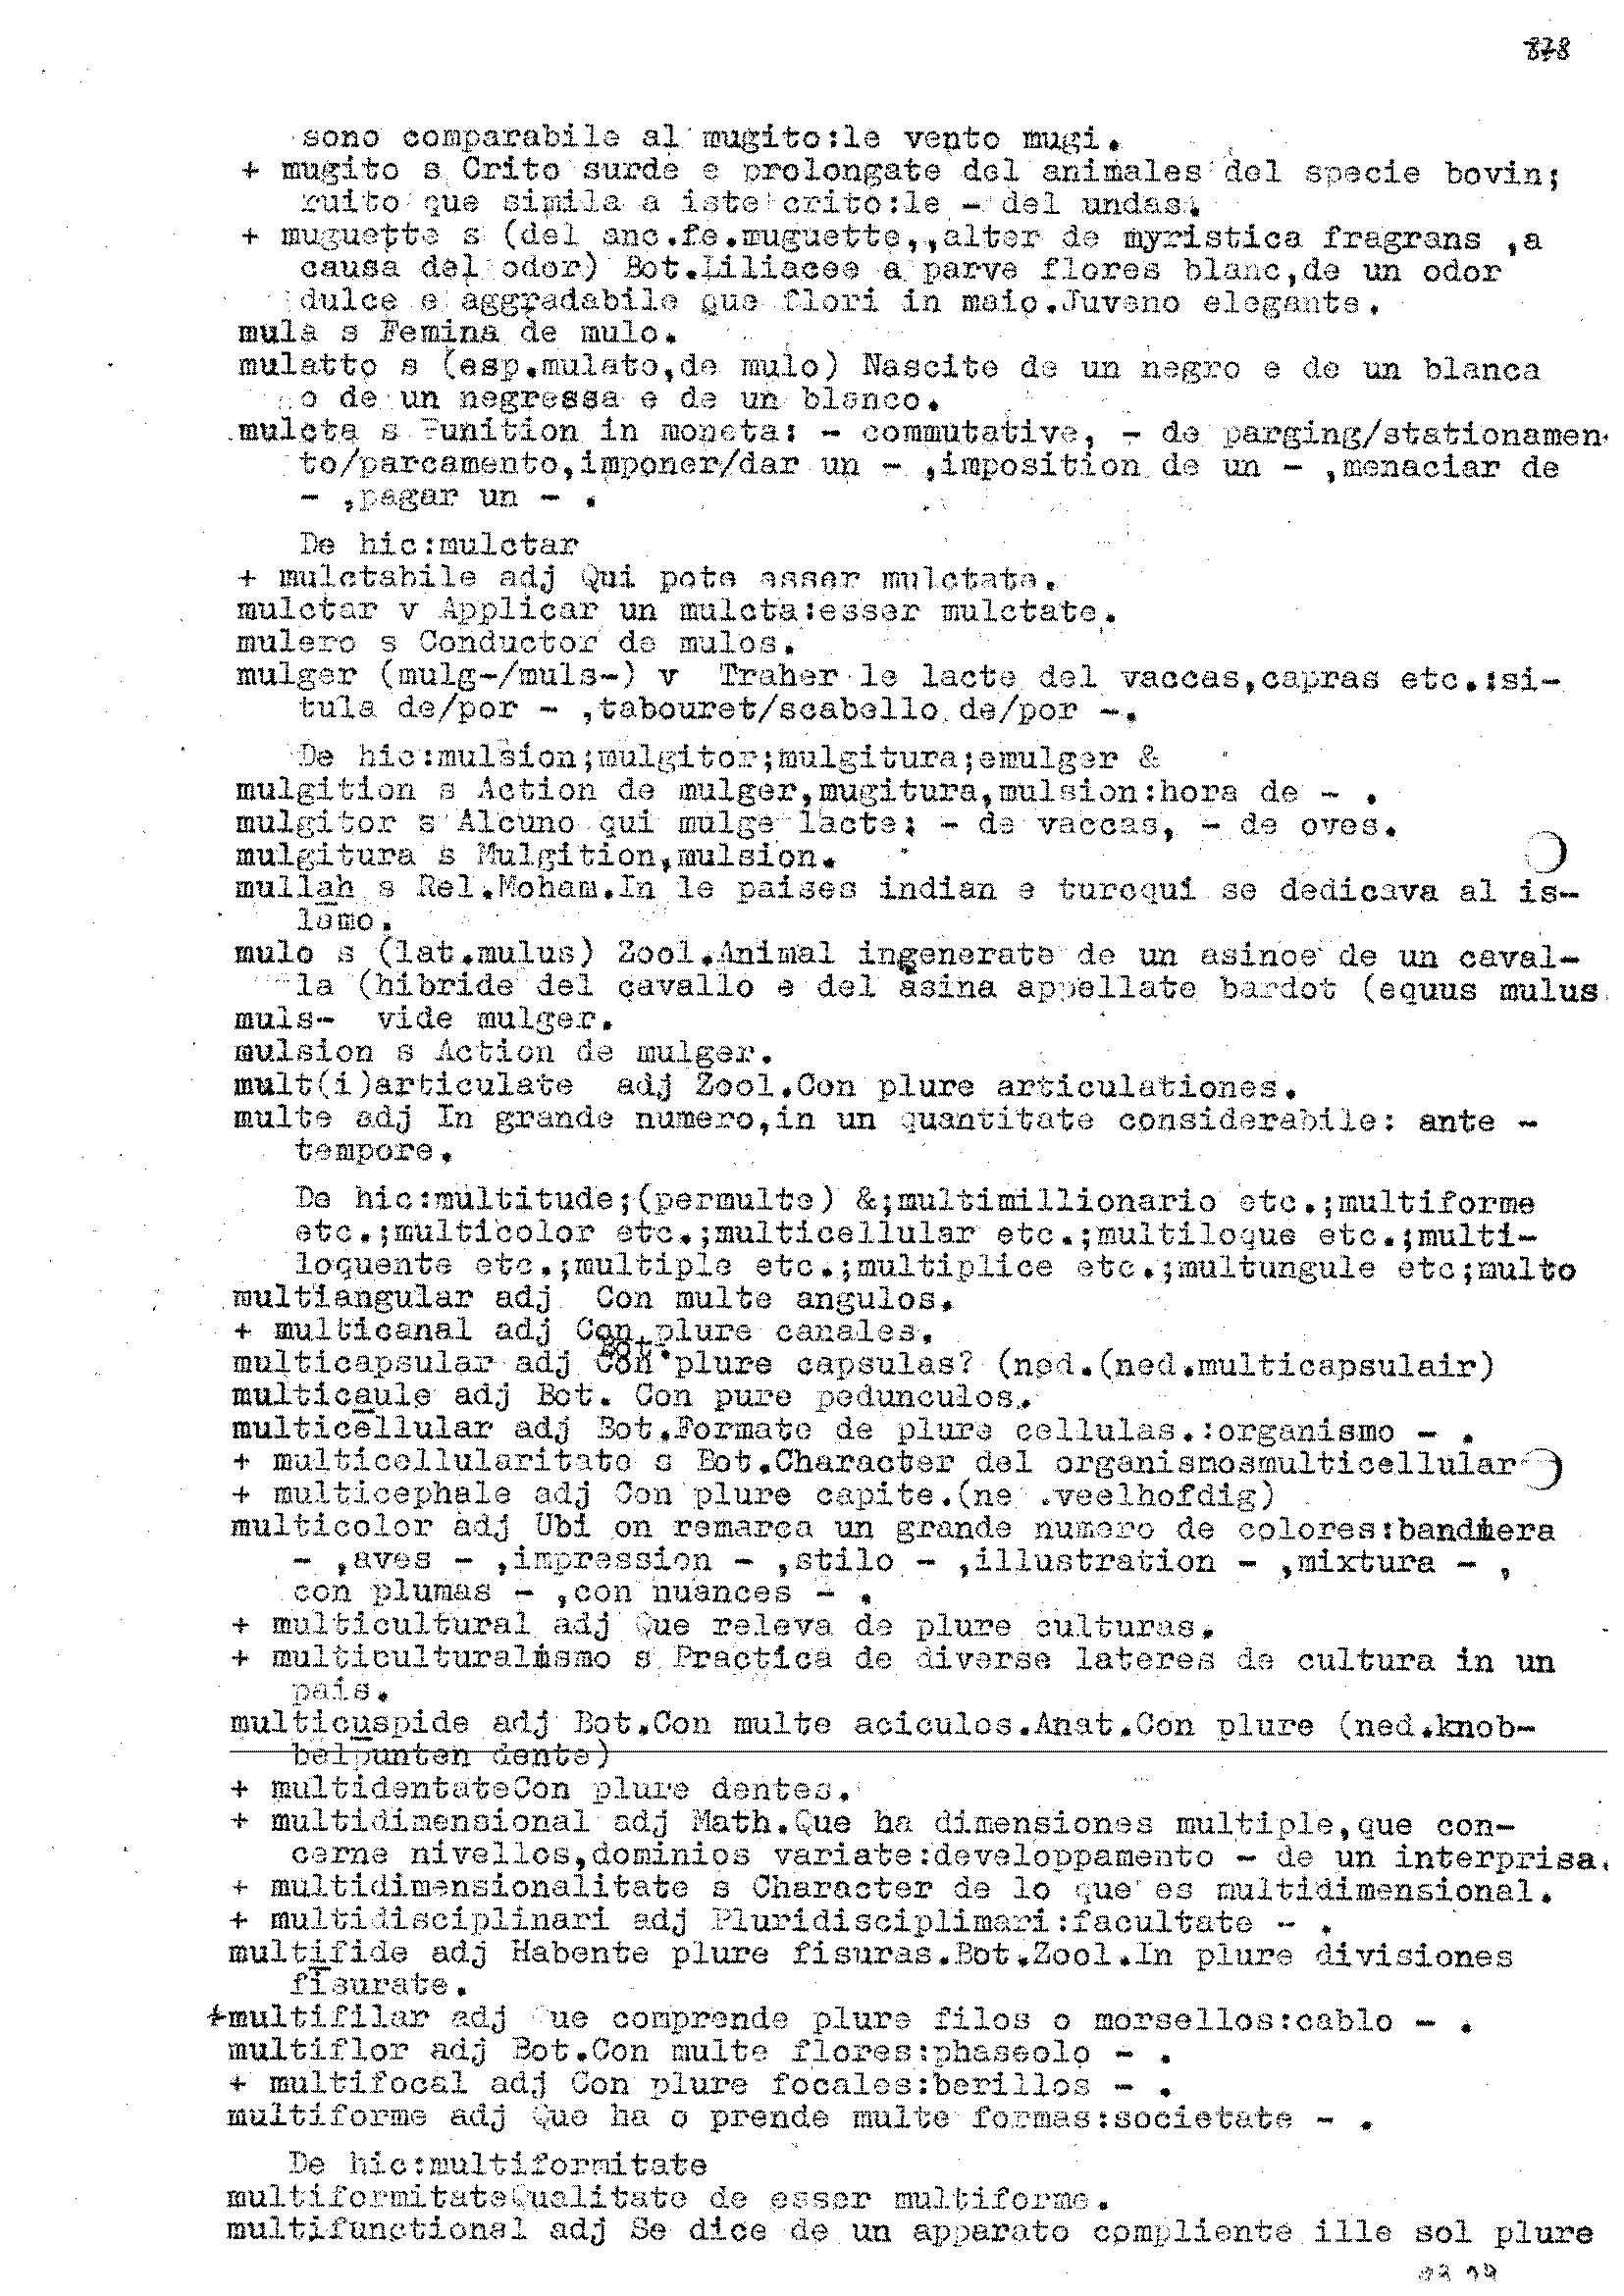 878
sono comparabile al mugito:le vento mugi.
+ mugito s Crito surde e prolongate del animales del specie bovin;
ruito que simila a iste crito:le - del undas.
+ muguette s (del anc.fe.muguette,,alter de myristica fragrans ,a
causa del odor) Bot.Liliacee a parve flores blanc,de un odor
dulce e aggradabile que flori in maio.Juveno elegante.
mula s Femina de mulo.
mulatto s (esp.mulato,de mulo) Nascite de un negro e de un blanca
o de un negressa e de un blanco.
mulcta s Punition in moneta: - commutative, - de parging/stationamen-
to/parcamento,imponer/dar un - ,imposition de un - ,menaciar de
- ,pagar un - .
De hic:mulctar
+ mulctabile adj Qui pote esser mulctate.
mulctar v Applicar un mulcta:esser mulctate.
mulero s Conductor de mulos.
mulger (mulg-/muls-) v Traher le lacte del vaccas,capras etc.:si-
tula de/por - ,tabouret/scabello de/por -.
De hic:mulsion;mulgitor;mulgitura;emulger &
mulgition s Action de mulger,mugitura,mulsion:hora de - .
mulgitor s Alcuno qui mulge lacte: - de vaccas, - de oves.
mulgitura s Mulgition,mulsion.
mullah s Rel.Moham.In le paises indian e turcqui se dedicava al is-
lamo.
mulo s (lat.mulus) Zool.Animal ingenerate de un asinoe de un caval-
la (hibride del cavallo e del asina appellate bardot (equus mulus
muls- vide mulger.
mulsion s Action de mulger.
mult(i)articulate adj Zool.Con plure articulationes.
multe adj In grande numero,in un quantitate considerabile: ante -
tempore.
De hic:multitude;(permulte) &;multimillionario etc.;multiforme
etc.;multicolor etc.;multicellular etc.;multiloque etc.;multi-
loquente etc.;multiple etc.;multiplice etc.;multungule etc;multo
multiangular adj Con multe angulos.
+ multicanal adj Con plure canales.
multicapsular adj Bot. Con plure capsulas? (ned.(ned.multicapsulair)
multicaule adj Bot. Con pure pedunculos.
multicellular adj Bot.Formate de plure cellulas.:organismo - .
+ multicellularitate s Bot.Character del organismosmulticellular
+ multicephale adj Con plure capite.(ne .veelhofdig)
multicolor adj Ubi on remarca un grande numero de colores:bandiera
- ,aves - ,impression - ,stilo - ,illustration - ,mixtura - ,
con plumas - ,con nuances - .
+ multicultural adj Que releva de plure culturas.
+ multiculturalismo s Practica de diverse lateres de cultura in un
pais.
multicuspide adj Bot.Con multe aciculos.Anat.Con plure (ned.knob-
belpunten dente)
+ multidentateCon plure dentes.
+ multidimensional adj Math.Que ha dimensiones multiple,que con-
cerne nivellos,dominios variate:developpamento - de un interprisa.
+ multidimensionalitate s Character de lo que es multidimensional.
+ multidisciplinari adj Pluridisciplimari:facultate - .
multifide adj Habente plure fisuras.Bot.Zool.In plure divisiones
fisurate.
+multifilar adj Que comprende plure filos o morsellos:cablo - .
multiflor adj Bot.Con multe flores:phaseolo - .
+ multifocal adj Con plure focales:berillos - .
multiforme adj Que ha o prende multe formas:societate - .
De hic:multiformitate
multiformitateQualitate de esser multiforme.
multifunctional adj Se dice de un apparato compliente ille sol plure